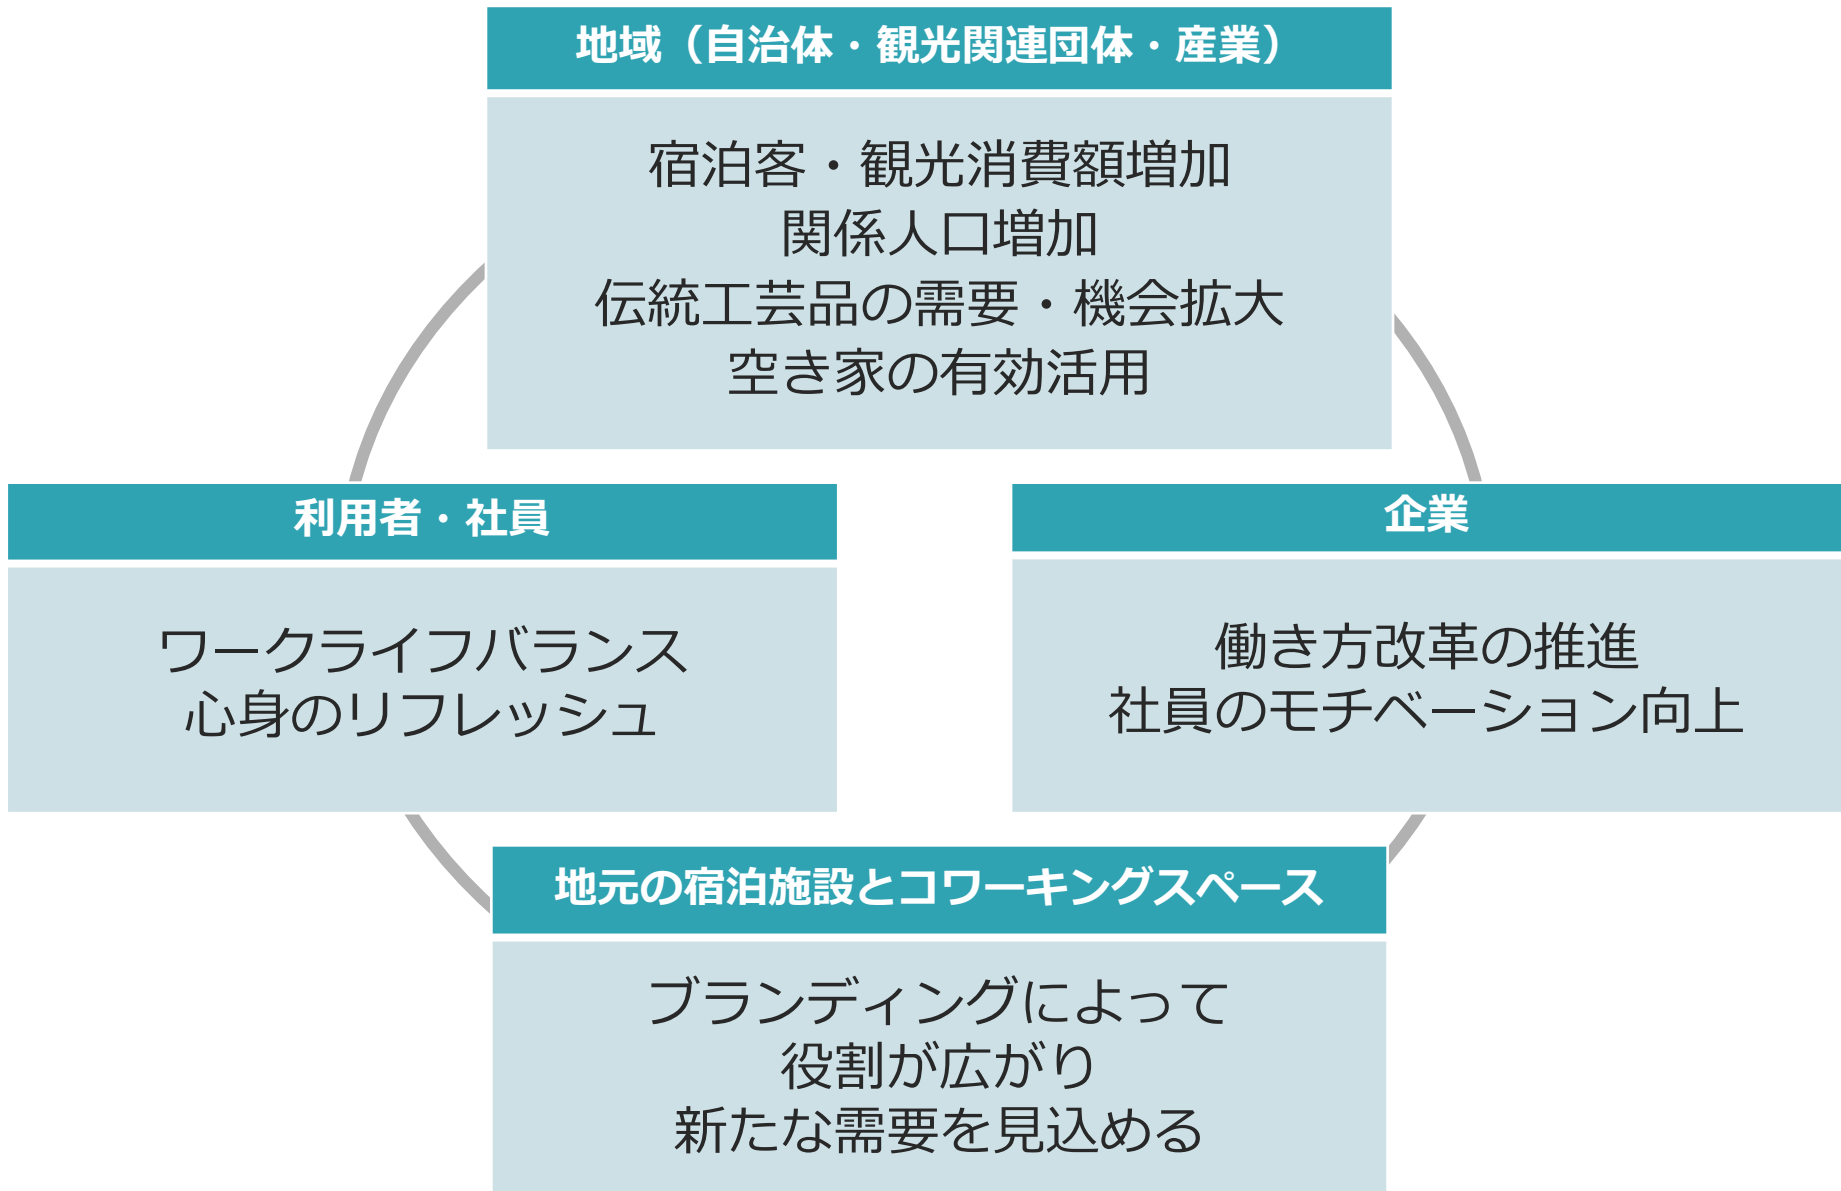 地域（自治体・観光関連団体・産業）
宿泊客・観光消費額増加
関係人口増加
伝統工芸品の需要・機会拡大
空き家の有効活用
利用者・社員
ワークライフバランス
心身のリフレッシュ
企業
働き方改革の推進
社員のモチベーション向上
地元の宿泊施設とコワーキングスペース
ブランディングによって
役割が広がり
新たな需要を見込める